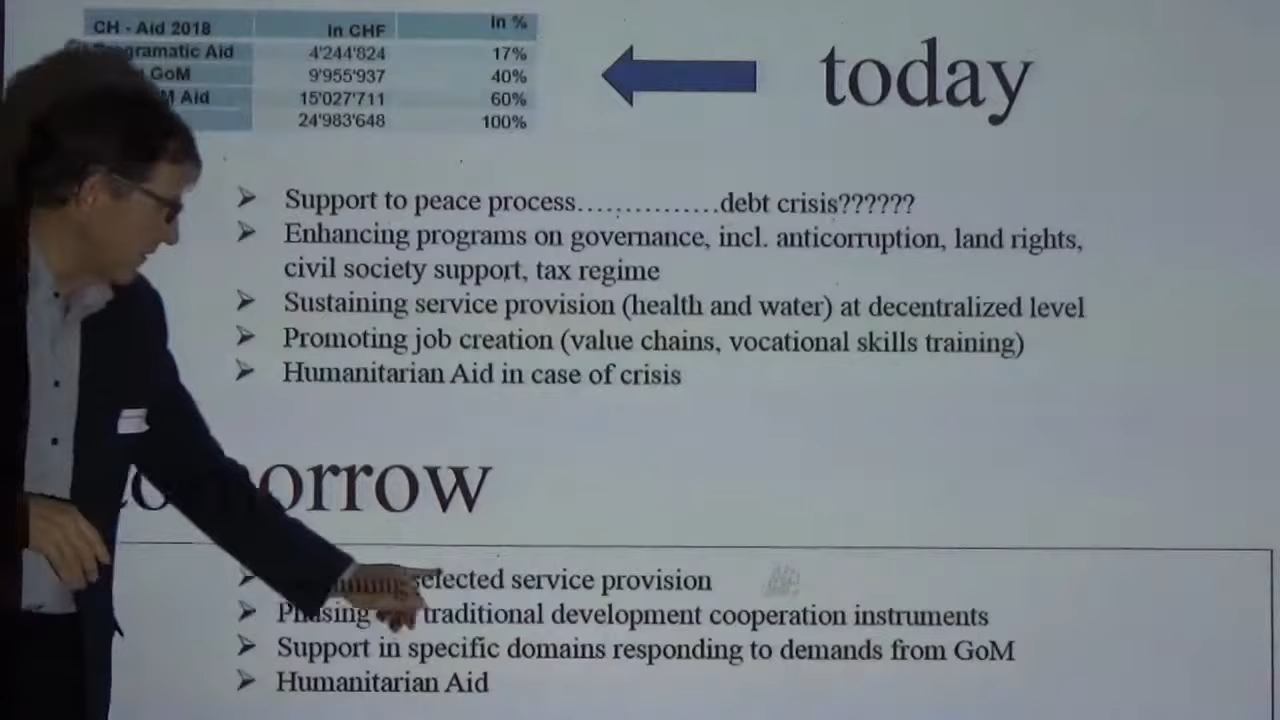 CH - Aid 2018 In CHF In %
gramatic Aid 4'244'824 17%
GoM 9'955'937 40%
Aid 15'027'711 60%
24'983'648 100%
today
Support to peace process……………debt crisis??????
Enhancing programs on governance, incl. anticorruption, land rights,
civil society support, tax regime
Sustaining service provision (health and water) at decentralized level
Promoting job creation (value chains, vocational skills training)
Humanitarian Aid in case of crisis
tomorrow
selected service provision
Phasing traditional development cooperation instruments
Support in specific domains responding to demands from GoM
Humanitarian Aid